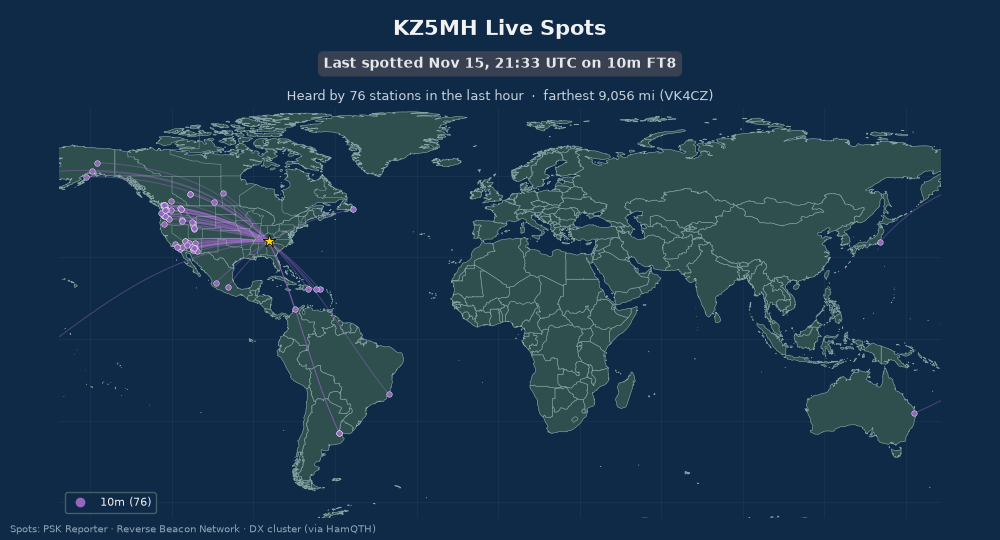 KZ5MH Live Spots
Last spotted Nov 15, 21:33 UTC on 10m FT8
Heard by 76 stations in the last hour · farthest 9,056 mi (VK4CZ)
10m (76)
Spots: PSK Reporter · Reverse Beacon Network · DX cluster (via HamQTH)